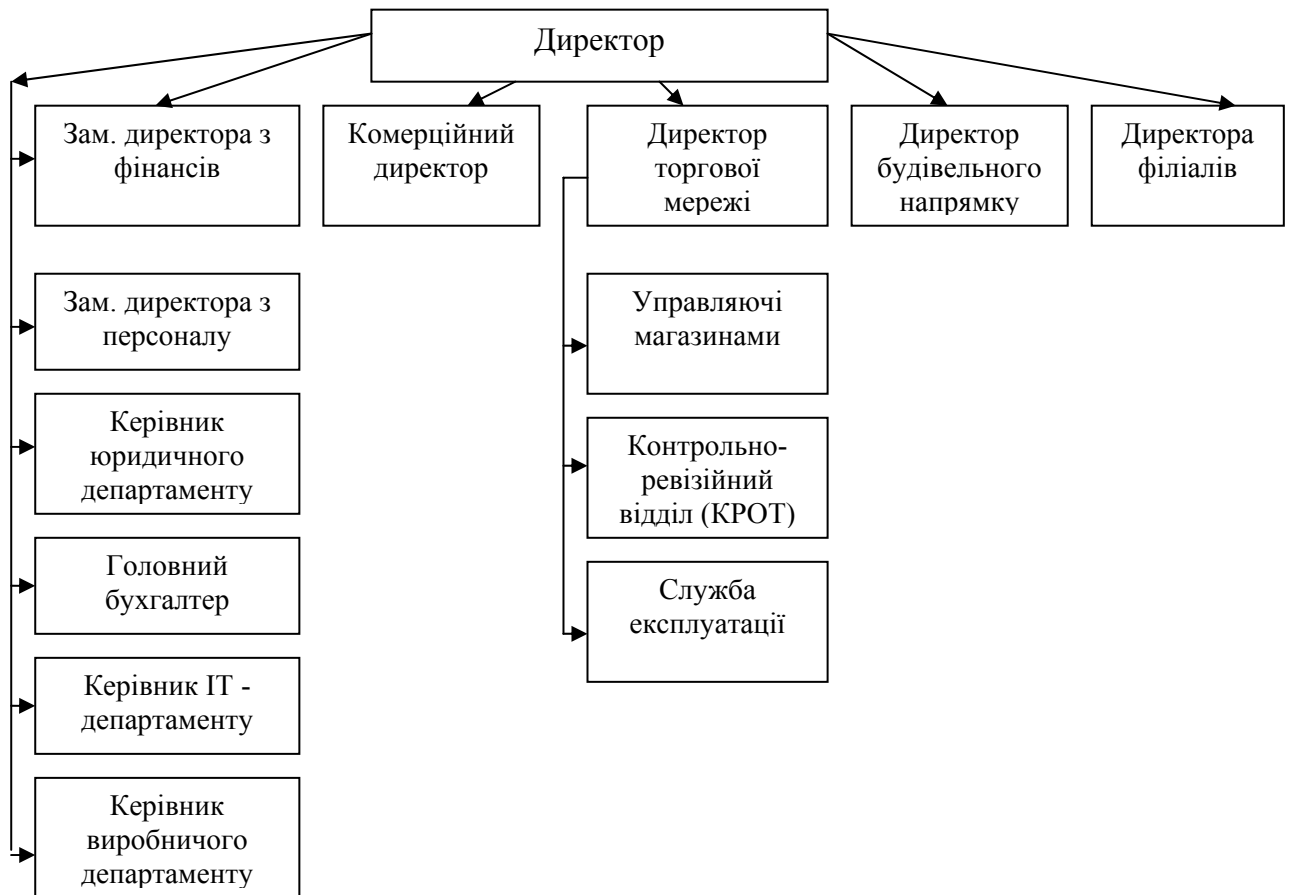 Директор
Зам. директора з
фінансів
Комерційний
директор
Директор
торгової
мережі
Директор
будівельного
напрямку
Директора
філіалів
Зам. директора з
персоналу
Управляючі
магазинами
Керівник
юридичного
департаменту
Контрольно-
ревізійний
відділ (КРОТ)
Головний
бухгалтер
Служба
експлуатації
Керівник ІТ -
департаменту
Керівник
виробничого
департаменту